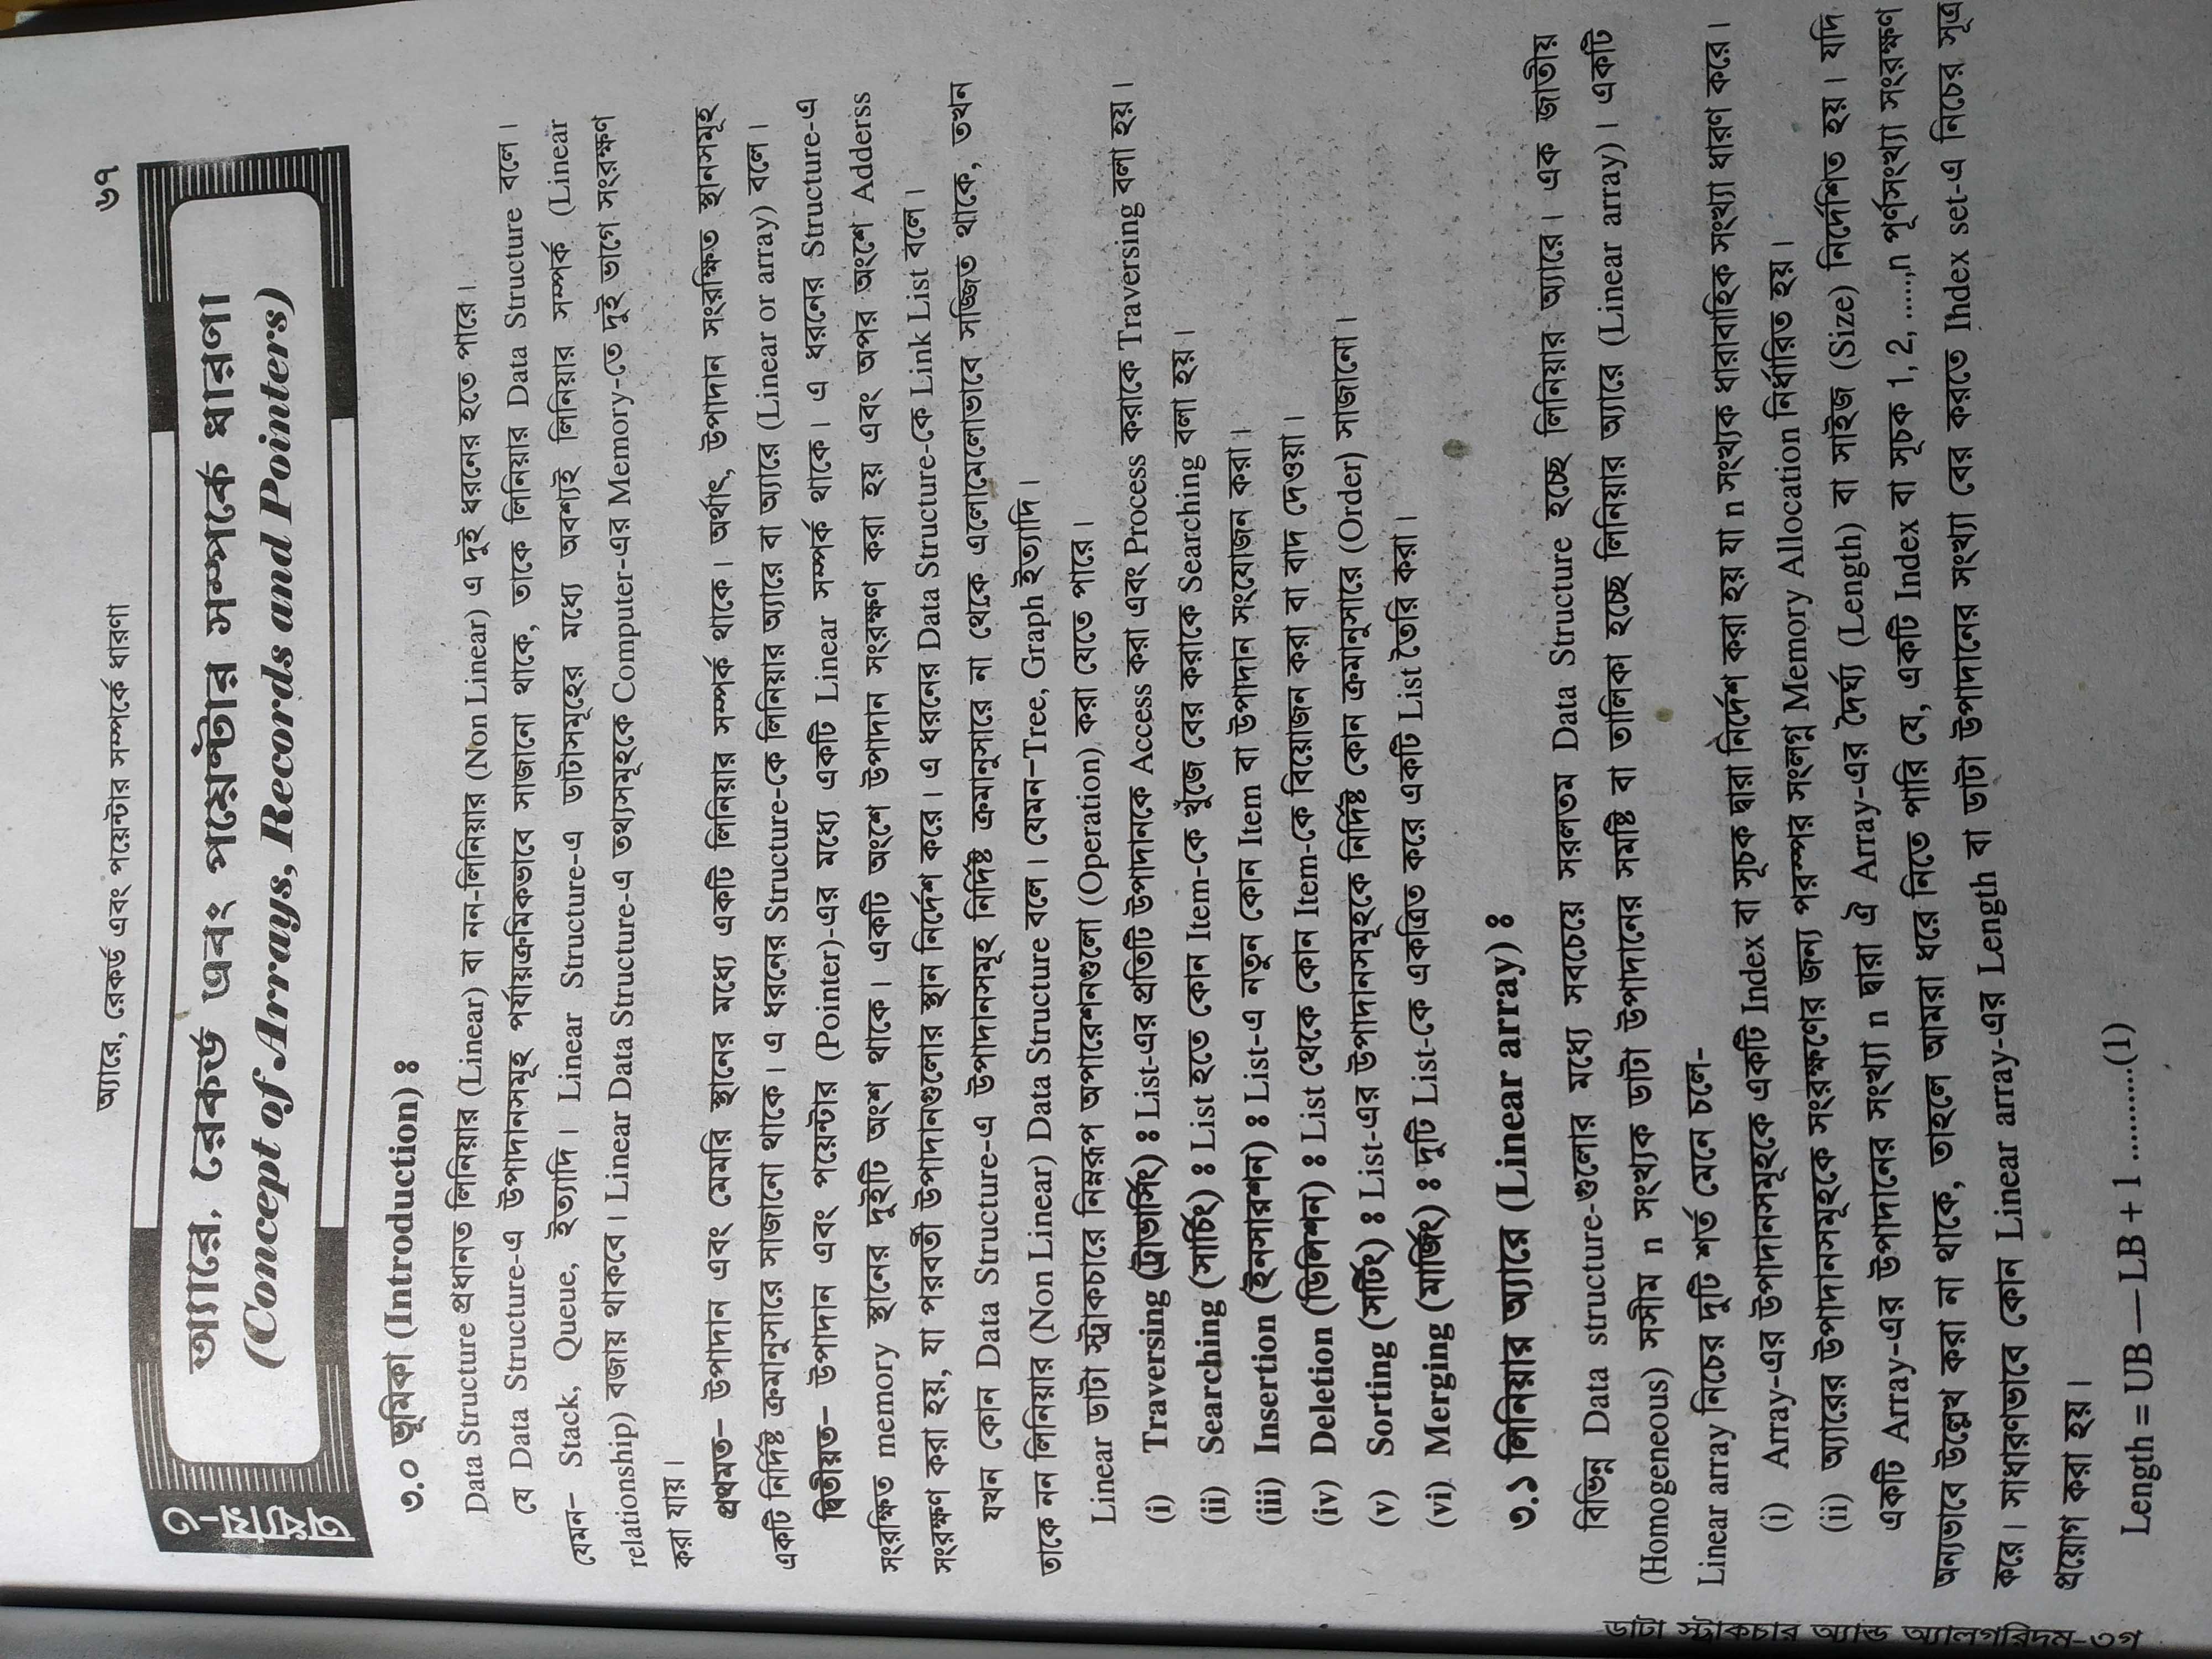 অ্যারে, রেকর্ড এবং পয়েন্টার সম্পর্কে ধারণা ৬৭
অধ্যায়-৩
অ্যারে, রেকর্ড এবং পয়েন্টার সম্পর্কে ধারণা
(Concept of Arrays, Records and Pointers)
৩.০ ভূমিকা (Introduction) ঃ
Data Structure প্রধানত লিনিয়ার (Linear) বা নন-লিনিয়ার (Non Linear) এ দুই ধরনের হতে পারে।
যে Data Structure-এ উপাদানসমূহ পর্যায়ক্রমিকভাবে সাজানো থাকে, তাকে লিনিয়ার Data Structure বলে।
যেমন– Stack, Queue, ইত্যাদি। Linear Structure-এ ডাটাসমূহের মধ্যে অবশ্যই লিনিয়ার সম্পর্ক (Linear
relationship) বজায় থাকবে। Linear Data Structure-এ তথ্যসমূহকে Computer-এর Memory-তে দুই ভাগে সংরক্ষণ
করা যায়।
প্রথমত– উপাদান এবং মেমরি স্থানের মধ্যে একটি লিনিয়ার সম্পর্ক থাকে। অর্থাৎ, উপাদান সংরক্ষিত স্থানসমূহ
একটি নির্দিষ্ট ক্রমানুসারে সাজানো থাকে। এ ধরনের Structure-কে লিনিয়ার অ্যারে বা অ্যারে (Linear or array) বলে।
দ্বিতীয়ত– উপাদান এবং পয়েন্টার (Pointer)-এর মধ্যে একটি Linear সম্পর্ক থাকে। এ ধরনের Structure-এ
সংরক্ষিত memory স্থানের দুইটি অংশ থাকে। একটি অংশে উপাদান সংরক্ষণ করা হয় এবং অপর অংশে Adderss
সংরক্ষণ করা হয়, যা পরবর্তী উপাদানগুলোর স্থান নির্দেশ করে। এ ধরনের Data Structure-কে Link List বলে।
যখন কোন Data Structure-এ উপাদানসমূহ নির্দিষ্ট ক্রমানুসারে না থেকে এলোমেলোভাবে সজ্জিত থাকে, তখন
তাকে নন লিনিয়ার (Non Linear) Data Structure বলে। যেমন–Tree, Graph ইত্যাদি।
Linear ডাটা স্ট্রাকচারে নিম্নরূপ অপারেশনগুলো (Operation) করা যেতে পারে।
(i) Traversing (ট্রাভার্সিং) ঃ List-এর প্রতিটি উপাদানকে Access করা এবং Process করাকে Traversing বলা হয়।
(ii) Searching (সার্চিং) ঃ List হতে কোন Item-কে খুঁজে বের করাকে Searching বলা হয়।
(iii) Insertion (ইনসারশন) ঃ List-এ নতুন কোন Item বা উপাদান সংযোজন করা।
(iv) Deletion (ডিলিশন) ঃ List থেকে কোন Item-কে বিয়োজন করা বা বাদ দেওয়া।
(v) Sorting (সর্টিং) ঃ List-এর উপাদানসমূহকে নির্দিষ্ট কোন ক্রমানুসারে (Order) সাজানো।
(vi) Merging (মার্জিং) ঃ দুটি List-কে একত্রিত করে একটি List তৈরি করা।
৩.১ লিনিয়ার অ্যারে (Linear array) ঃ
বিভিন্ন Data structure-গুলোর মধ্যে সবচেয়ে সরলতম Data Structure হচ্ছে লিনিয়ার অ্যারে। এক জাতীয়
(Homogeneous) সসীম n সংখ্যক ডাটা উপাদানের সমষ্টি বা তালিকা হচ্ছে লিনিয়ার অ্যারে (Linear array)। একটি
Linear array নিচের দুটি শর্ত মেনে চলে-
(i) Array-এর উপাদানসমূহকে একটি Index বা সূচক দ্বারা নির্দেশ করা হয় যা n সংখ্যক ধারাবাহিক সংখ্যা ধারণ করে।
(ii) অ্যারের উপাদানসমূহকে সংরক্ষণের জন্য পরস্পর সংলগ্ন Memory Allocation নির্ধারিত হয়।
একটি Array-এর উপাদানের সংখ্যা n দ্বারা ঐ Array-এর দৈর্ঘ্য (Length) বা সাইজ (Size) নির্দেশিত হয়। যদি
অন্যভাবে উল্লেখ করা না থাকে, তাহলে আমরা ধরে নিতে পারি যে, একটি Index বা সূচক 1, 2, ......,n পূর্ণসংখ্যা সংরক্ষণ
করে। সাধারণভাবে কোন Linear array-এর Length বা ডাটা উপাদানের সংখ্যা বের করতে Ihdex set-এ নিচের সূত্র
প্রয়োগ করা হয়।
Length = UB — LB + 1 ..........(1)
ডাটা স্ট্রাকচার অ্যান্ড অ্যালগরিদম-৩গ